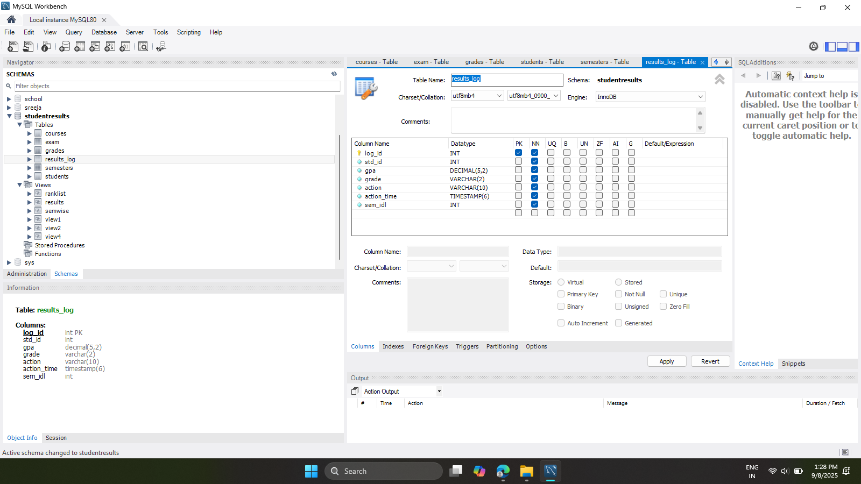 MySQL Workbench
Local instance MySQL80 ×
File Edit View Query Database Server Tools Scripting Help
Navigator
SCHEMAS
Filter objects
school
sreeja
studentresults
Tables
courses
exam
grades
results_log
semesters
students
Views
ranklist
results
semwise
view1
view2
view4
Stored Procedures
Functions
sys
Administration Schemas
Information
Table: results_log
Columns:
log_id int PK
std_id int
gpa decimal(5,2)
grade varchar(2)
action varchar(10)
action_time timestamp(6)
sem_idl int
Object Info Session
Active schema changed to studentresults
courses - Table exam - Table grades - Table students - Table semesters - Table results_log - Table ×
Table Name: results_log Schema: studentresults
Charset/Collation: utf8mb4 utf8mb4_0900_ Engine: InnoDB
Comments:
Column Name Datatype PK NN UQ B UN ZF AI G Default/Expression
log_id INT
std_id INT
gpa DECIMAL(5,2)
grade VARCHAR(2)
action VARCHAR(10)
action_time TIMESTAMP(6)
sem_idl INT
Column Name: Data Type:
Charset/Collation: Default:
Comments: Storage: Virtual Stored
Primary Key Not Null Unique
Binary Unsigned Zero Fill
Auto Increment Generated
Columns Indexes Foreign Keys Triggers Partitioning Options
Apply Revert
Output
Action Output
# Time Action Message Duration / Fetch
SQLAdditions
Jump to
Automatic context help is
disabled. Use the toolbar to
manually get help for the
current caret position or to
toggle automatic help.
Context Help Snippets
Search
ENG
IN
1:28 PM
9/8/2025